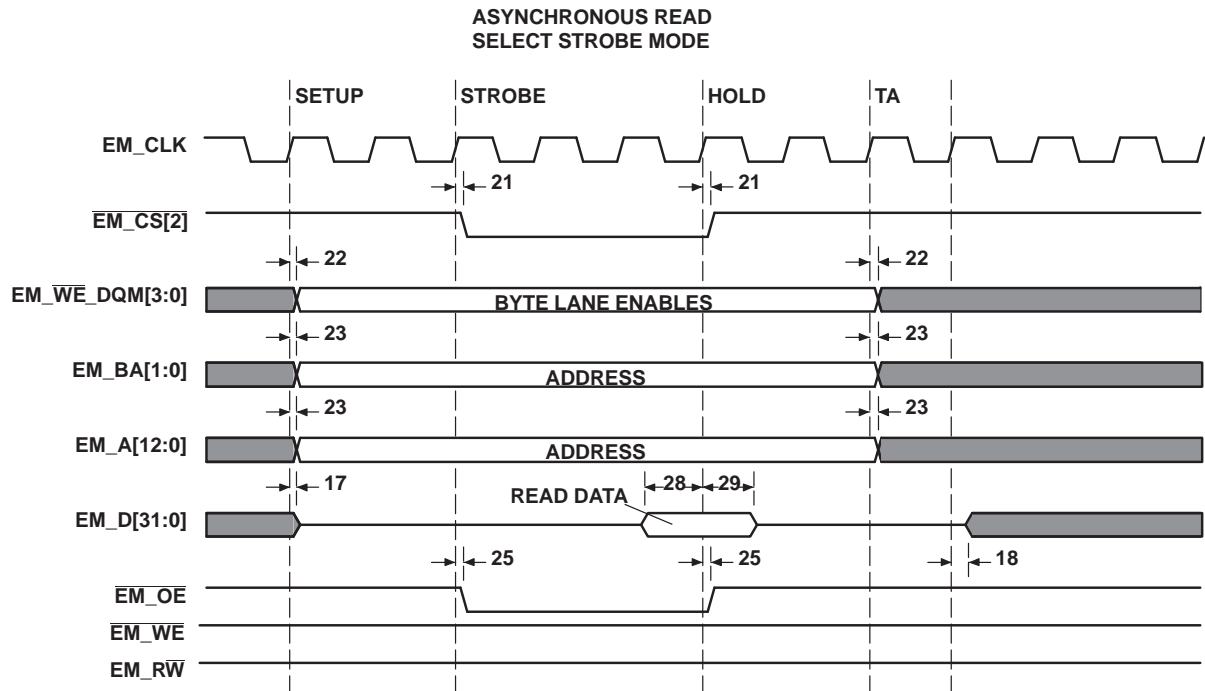 ASYNCHRONOUS READ
SELECT STROBE MODE
SETUP STROBE HOLD TA
EM_CLK
21 21
EM_CS[2]
22 22
EM_WE_DQM[3:0] BYTE LANE ENABLES
23 23
EM_BA[1:0] ADDRESS
23 23
EM_A[12:0] ADDRESS
17 28 29
READ DATA
EM_D[31:0]
25 25 18
EM_OE
EM_WE
EM_RW